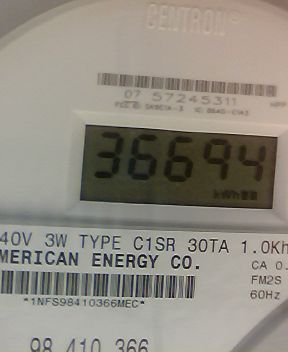 CENTRON®
07 57245311
36694
kWh
40V 3W TYPE C1SR 30TA 1.0Kh
MERICAN ENERGY CO.
CA 0.
FM2S
60Hz
*1NFS98410366MEC*
98 410 366